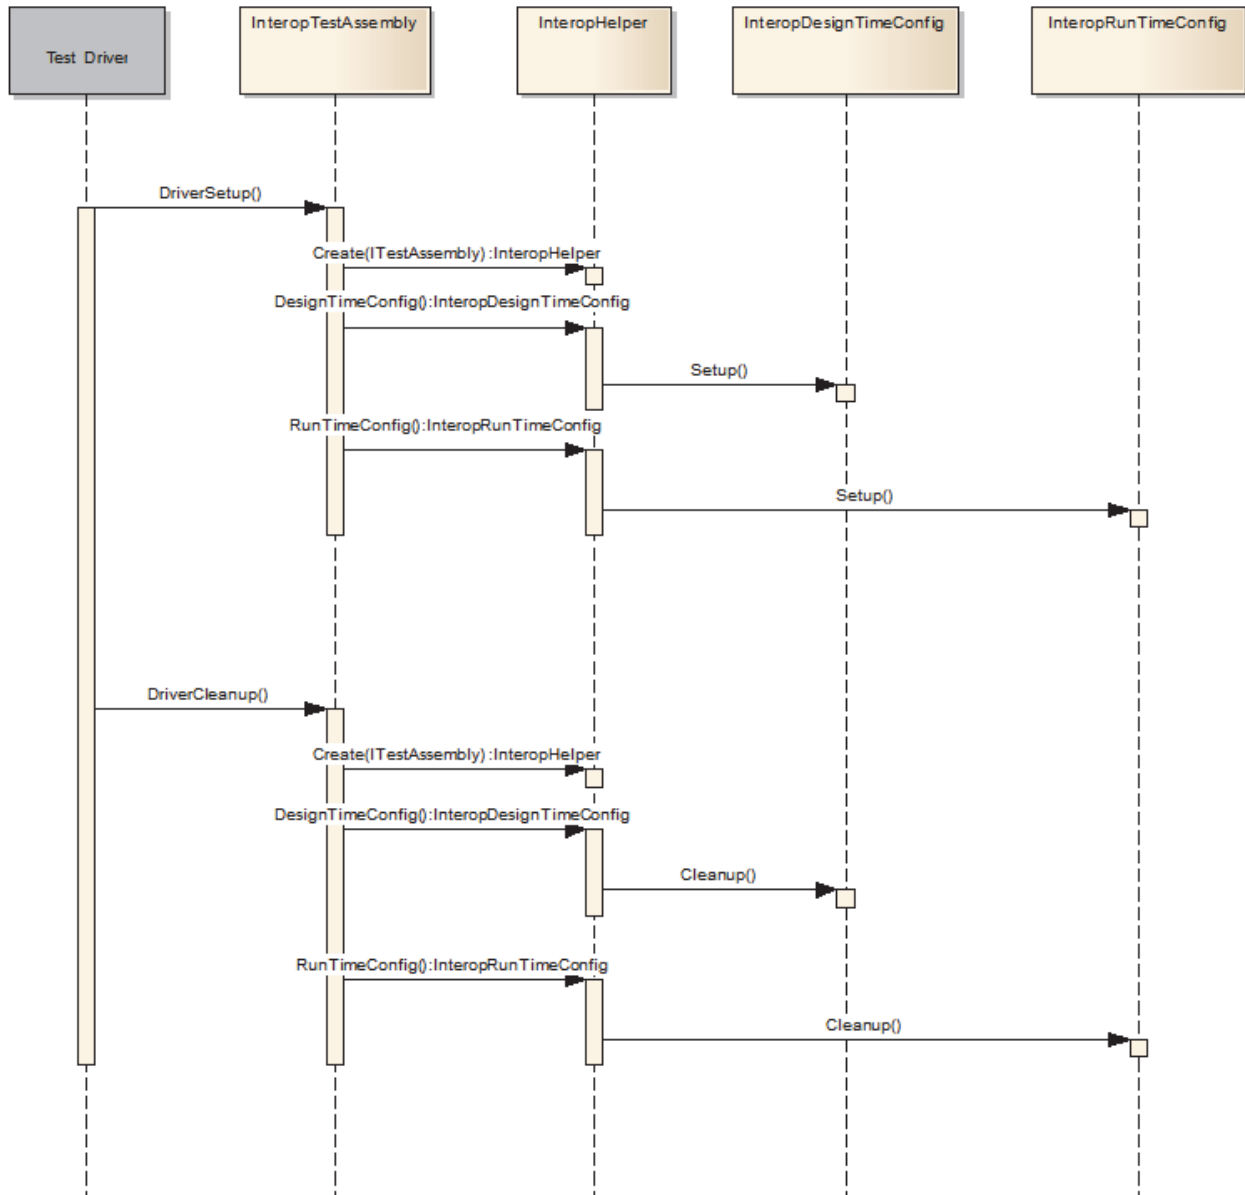 Test Driver
InteropTestAssembly
InteropHelper
InteropDesignTimeConfig
InteropRunTimeConfig
DriverSetup()
Create(ITestAssembly) :InteropHelper
DesignTimeConfig():InteropDesignTimeConfig
Setup()
RunTimeConfig():InteropRunTimeConfig
Setup()
DriverCleanup()
Create(ITestAssembly) :InteropHelper
DesignTimeConfig():InteropDesignTimeConfig
Cleanup()
RunTimeConfig():InteropRunTimeConfig
Cleanup()